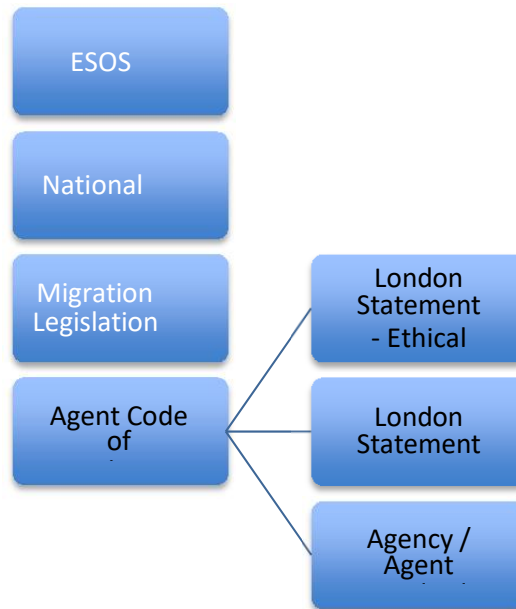 ESOS
National
Migration
Legislation
Agent Code
of
London
Statement
- Ethical
London
Statement
Agency /
Agent